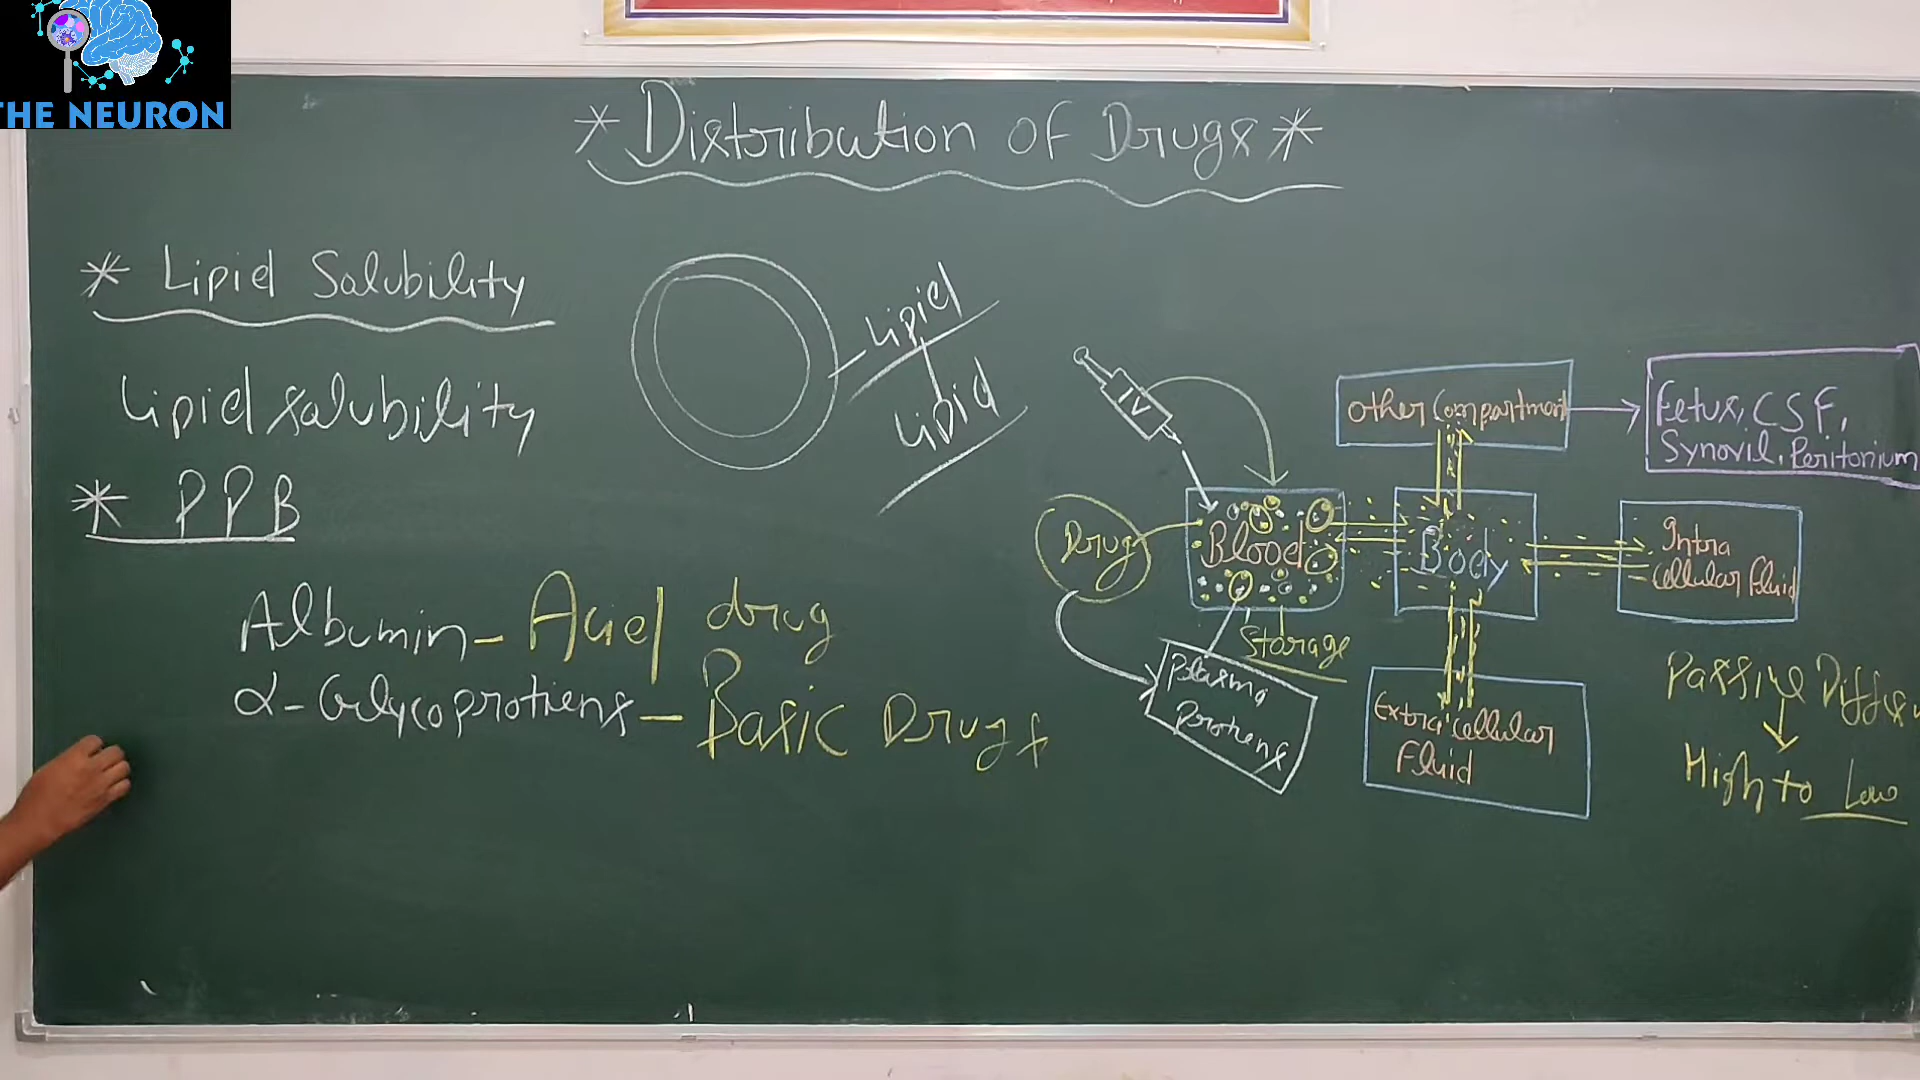 THE NEURON
* Distribution of Drugs *
* Lipid Solubility
Lipid solubility
* PPB
Albumin - Acid drug
α-Glycoprotiens - Basic Drugs
Lipid
Lipid
IV
Drug
Blood
Storage
Plasma
Protiens
Other Compartment
Fetus, CSF,
Synovil, Peritonium
Body
Intra
cellular fluid
Extra cellular
Fluid
Passive Diffus
High to Low